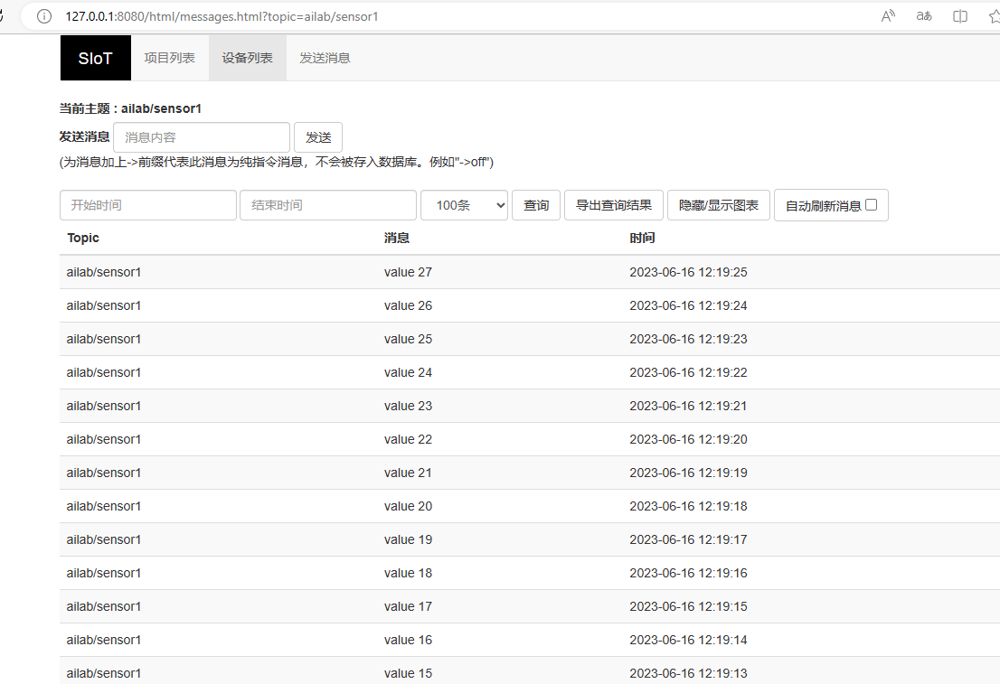 127.0.0.1:8080/html/messages.html?topic=ailab/sensor1
SIoT 项目列表 设备列表 发送消息
当前主题 : ailab/sensor1
发送消息 消息内容 发送
(为消息加上->前缀代表此消息为纯指令消息，不会被存入数据库。例如"->off")
开始时间 结束时间 100条 查询 导出查询结果 隐藏/显示图表 自动刷新消息
Topic 消息 时间
ailab/sensor1 value 27 2023-06-16 12:19:25
ailab/sensor1 value 26 2023-06-16 12:19:24
ailab/sensor1 value 25 2023-06-16 12:19:23
ailab/sensor1 value 24 2023-06-16 12:19:22
ailab/sensor1 value 23 2023-06-16 12:19:21
ailab/sensor1 value 22 2023-06-16 12:19:20
ailab/sensor1 value 21 2023-06-16 12:19:19
ailab/sensor1 value 20 2023-06-16 12:19:18
ailab/sensor1 value 19 2023-06-16 12:19:17
ailab/sensor1 value 18 2023-06-16 12:19:16
ailab/sensor1 value 17 2023-06-16 12:19:15
ailab/sensor1 value 16 2023-06-16 12:19:14
ailab/sensor1 value 15 2023-06-16 12:19:13